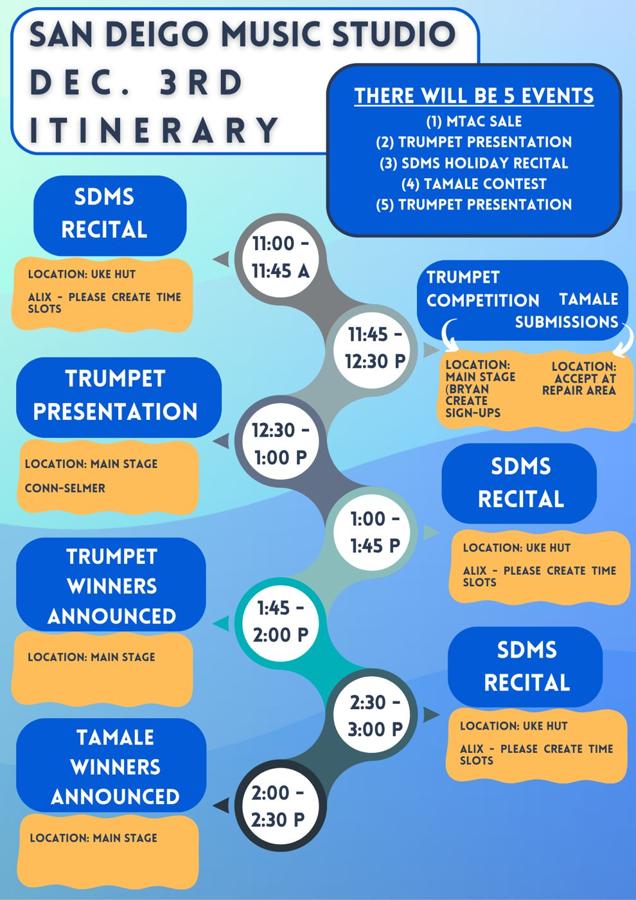 SAN DEIGO MUSIC STUDIO
DEC. 3RD
ITINERARY
THERE WILL BE 5 EVENTS
(1) MTAC SALE
(2) TRUMPET PRESENTATION
(3) SDMS HOLIDAY RECITAL
(4) TAMALE CONTEST
(5) TRUMPET PRESENTATION
SDMS
RECITAL
LOCATION: UKE HUT
ALIX - PLEASE CREATE TIME
SLOTS
11:00 -
11:45 A
TRUMPET
COMPETITION
TAMALE
SUBMISSIONS
LOCATION:
MAIN STAGE
(BRYAN
CREATE
SIGN-UPS
LOCATION:
ACCEPT AT
REPAIR AREA
11:45 -
12:30 P
TRUMPET
PRESENTATION
LOCATION: MAIN STAGE
CONN-SELMER
12:30 -
1:00 P
SDMS
RECITAL
LOCATION: UKE HUT
ALIX - PLEASE CREATE TIME
SLOTS
1:00 -
1:45 P
TRUMPET
WINNERS
ANNOUNCED
LOCATION: MAIN STAGE
1:45 -
2:00 P
SDMS
RECITAL
LOCATION: UKE HUT
ALIX - PLEASE CREATE TIME
SLOTS
2:30 -
3:00 P
TAMALE
WINNERS
ANNOUNCED
LOCATION: MAIN STAGE
2:00 -
2:30 P